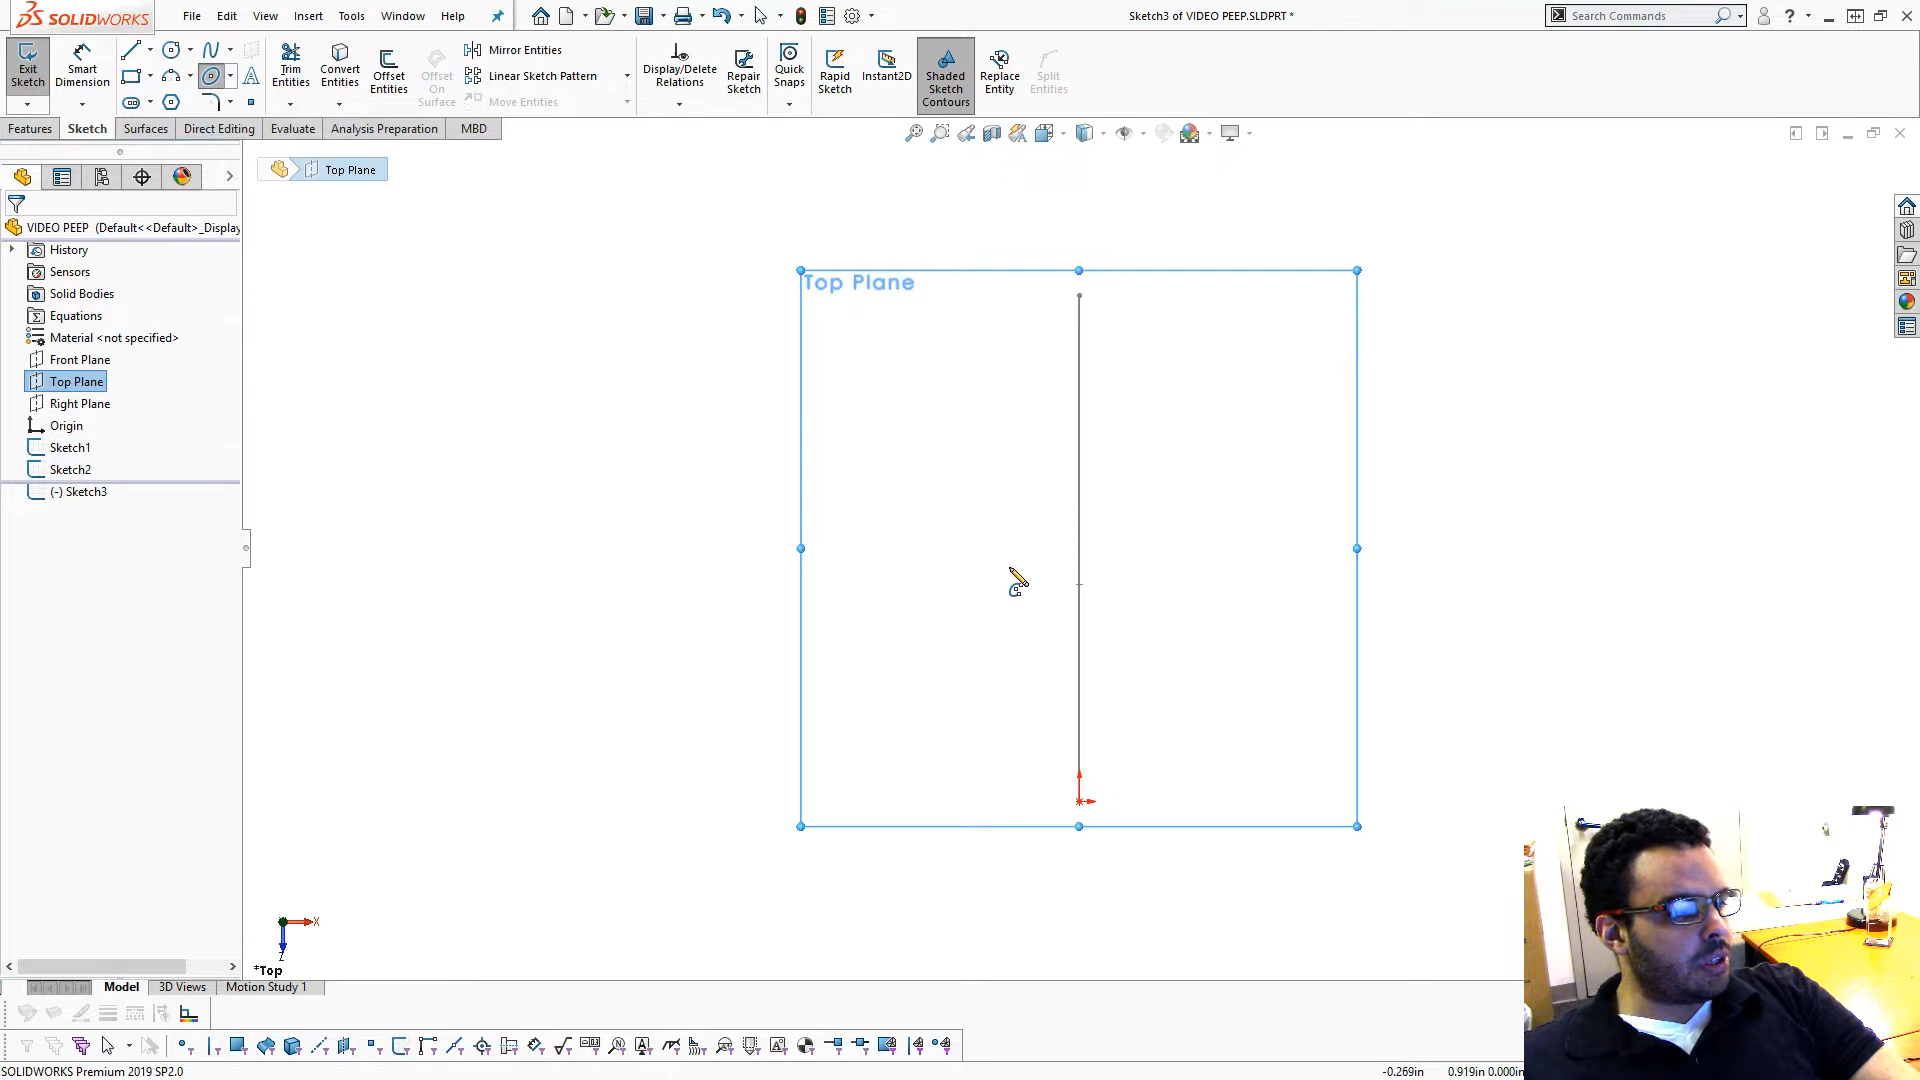 SOLIDWORKS
File Edit View Insert Tools Window Help
Sketch3 of VIDEO PEEP.SLDPRT *
Search Commands
Exit Sketch
Smart Dimension
Trim Entities
Convert Entities
Offset Entities
Offset On Surface
Mirror Entities
Linear Sketch Pattern
Move Entities
Display/Delete Relations
Repair Sketch
Quick Snaps
Rapid Sketch
Instant2D
Shaded Sketch Contours
Replace Entity
Split Entities
Features Sketch Surfaces Direct Editing Evaluate Analysis Preparation MBD
Top Plane
VIDEO PEEP (Default<<Default>_Display
History
Sensors
Solid Bodies
Equations
Material <not specified>
Front Plane
Top Plane
Right Plane
Origin
Sketch1
Sketch2
(-) Sketch3
Top Plane
X
Z
*Top
Model 3D Views Motion Study 1
SOLIDWORKS Premium 2019 SP2.0
-0.269in 0.919in 0.000in